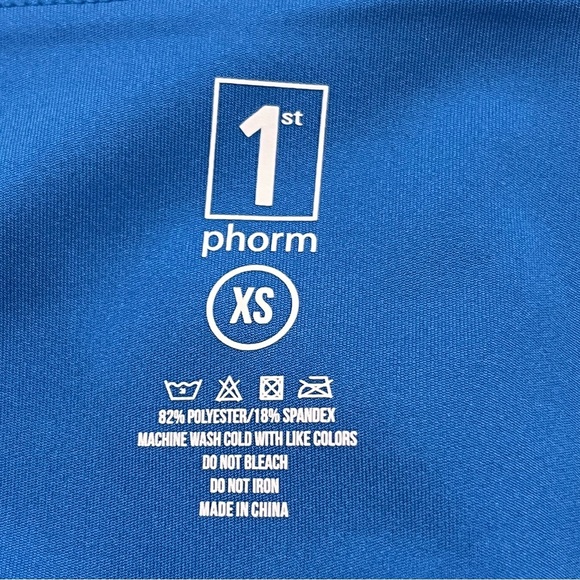 1st
phorm
XS
82% POLYESTER/18% SPANDEX
MACHINE WASH COLD WITH LIKE COLORS
DO NOT BLEACH
DO NOT IRON
MADE IN CHINA